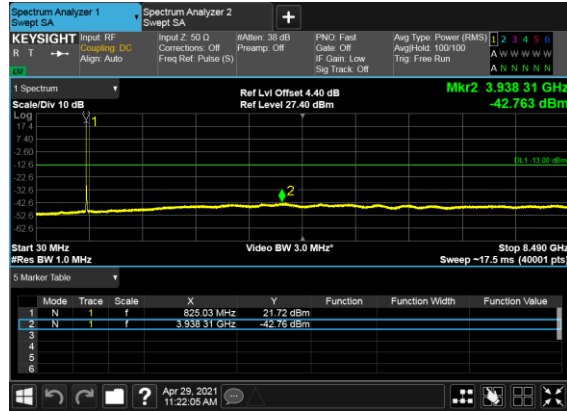 Spectrum Analyzer 1
Swept SA
Spectrum Analyzer 2
Swept SA
+
KEYSIGHT
R T
Input: RF
Coupling: DC
Align: Auto
Input Z: 50 Ω
Corrections: Off
Freq Ref: Pulse (S)
#Atten: 38 dB
Preamp: Off
PNO: Fast
Gate: Off
IF Gain: Low
Sig Track: Off
Avg Type: Power (RMS)
Avg|Hold: 100/100
Trig: Free Run
1 2 3 4 5 6
A W W W W W
A N N N N N
1 Spectrum
Scale/Div 10 dB
Ref Lvl Offset 4.40 dB
Ref Level 27.40 dBm
Mkr2 3.938 31 GHz
-42.763 dBm
Log
17.4
7.40
-2.60
-12.6
-22.6
-32.6
-42.6
-52.6
-62.6
1
2
DL1 -13.00 dBm
Start 30 MHz
#Res BW 1.0 MHz
Video BW 3.0 MHz*
Stop 8.490 GHz
Sweep ~17.5 ms (40001 pts)
5 Marker Table
Mode Trace Scale X Y Function Function Width Function Value
1 N 1 f 825.03 MHz 21.72 dBm
2 N 1 f 3.938 31 GHz -42.76 dBm
3
4
5
6
?
Apr 29, 2021
11:22:05 AM